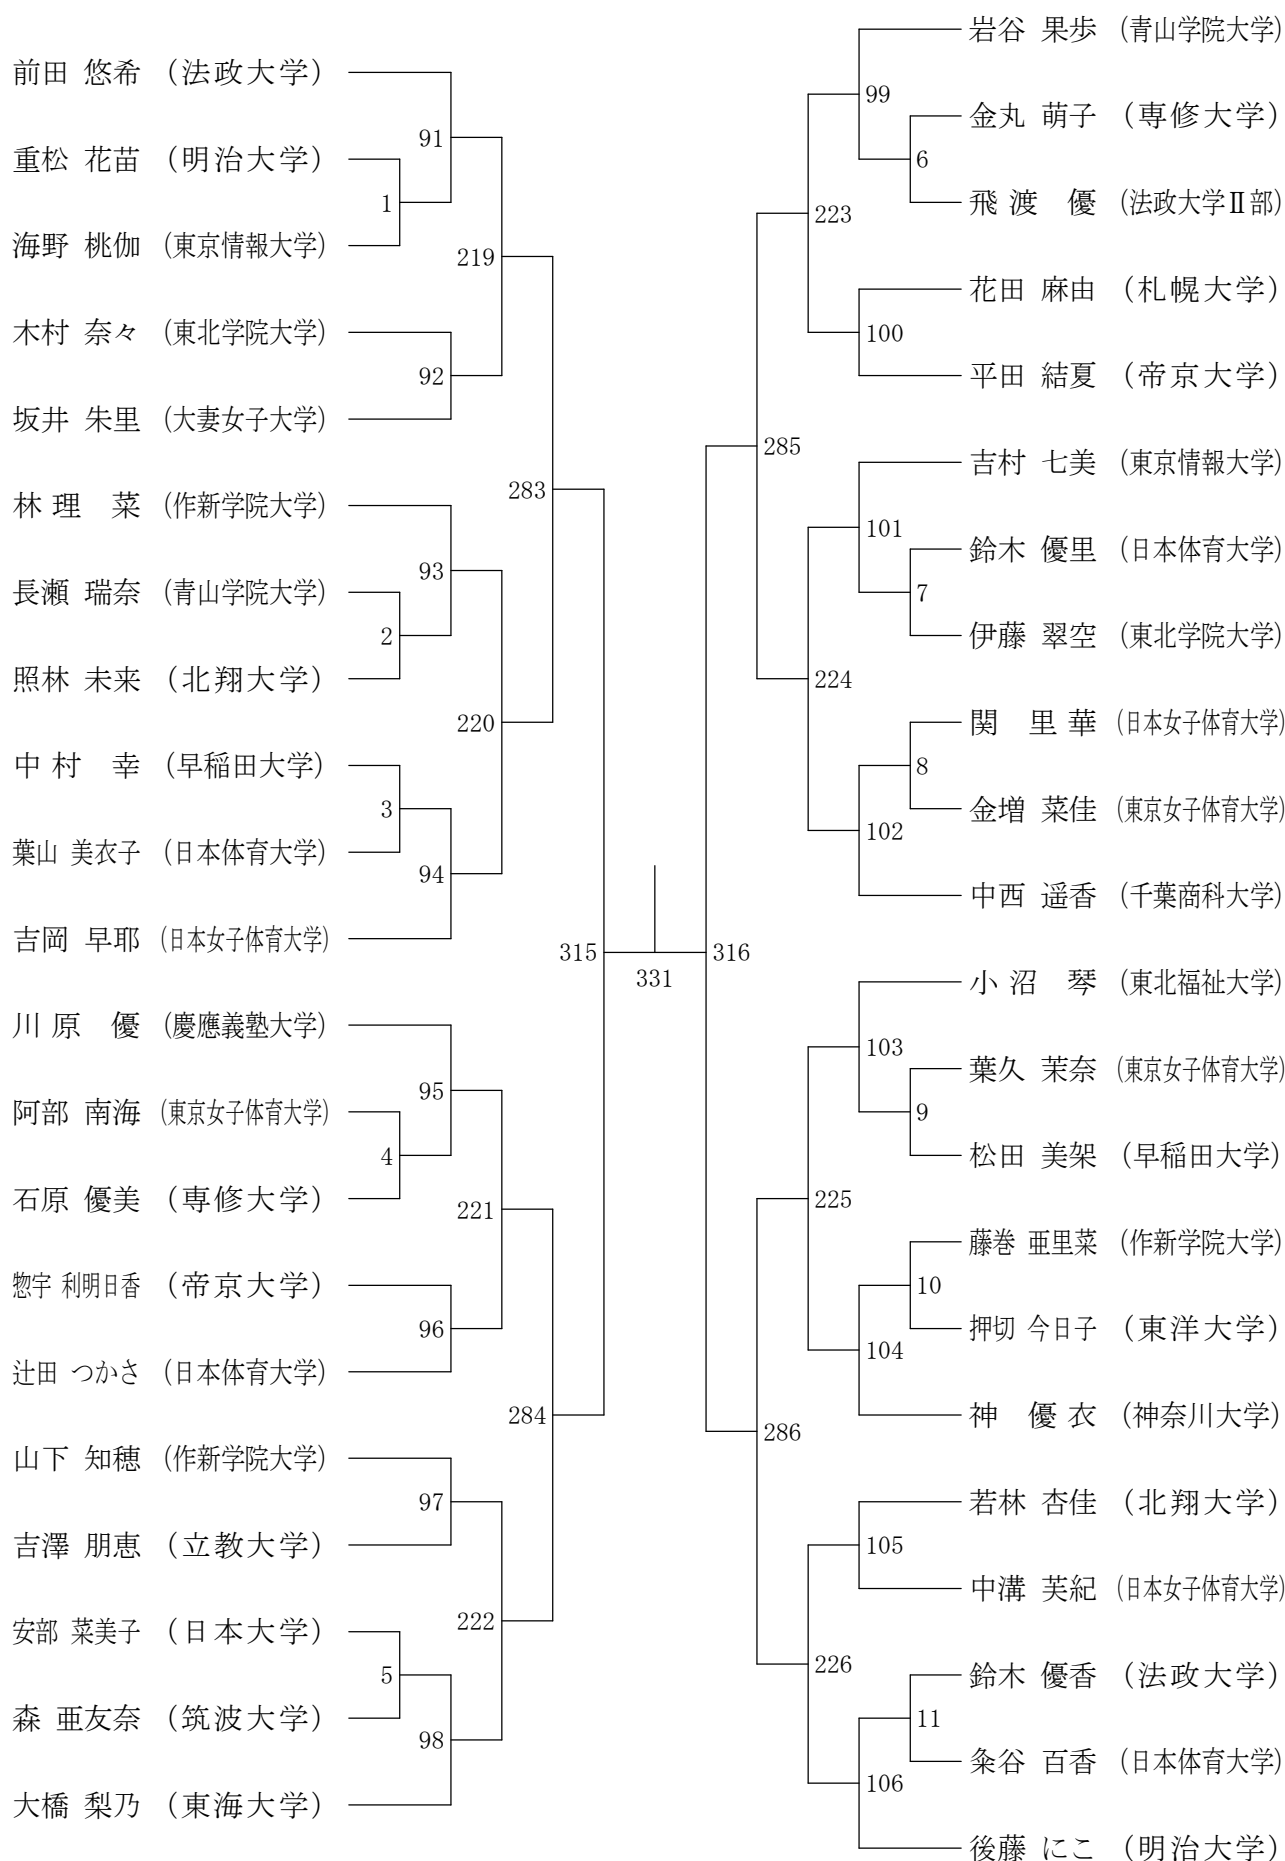 前田 悠希 （法政大学）
91
重松 花苗 （明治大学）
1
海野 桃伽 （東京情報大学）
219
木村 奈々 （東北学院大学）
92
坂井 朱里 （大妻女子大学）
283
林 理 菜 （作新学院大学）
93
長瀬 瑞奈 （青山学院大学）
2
照林 未来 （北翔大学）
220
中 村 幸 （早稲田大学）
3
葉山 美衣子 （日本体育大学）
94
吉岡 早耶 （日本女子体育大学）
315
331
川 原 優 （慶應義塾大学）
95
阿部 南海 （東京女子体育大学）
4
石原 優美 （専修大学）
221
惣宇 利明日香 （帝京大学）
96
辻田 つかさ （日本体育大学）
284
山下 知穂 （作新学院大学）
97
吉澤 朋恵 （立教大学）
222
安部 菜美子 （日本大学）
5
森 亜友奈 （筑波大学）
98
大橋 梨乃 （東海大学）
岩谷 果歩 （青山学院大学）
99
金丸 萌子 （専修大学）
6
飛 渡 優 （法政大学Ⅱ部）
223
花田 麻由 （札幌大学）
100
平田 結夏 （帝京大学）
285
吉村 七美 （東京情報大学）
101
鈴木 優里 （日本体育大学）
7
伊藤 翠空 （東北学院大学）
224
関 里 華 （日本女子体育大学）
8
金増 菜佳 （東京女子体育大学）
102
中西 遥香 （千葉商科大学）
316
小 沼 琴 （東北福祉大学）
103
葉久 茉奈 （東京女子体育大学）
9
松田 美架 （早稲田大学）
225
藤巻 亜里菜 （作新学院大学）
10
押切 今日子 （東洋大学）
104
神 優 衣 （神奈川大学）
286
若林 杏佳 （北翔大学）
105
中溝 芙紀 （日本女子体育大学）
226
鈴木 優香 （法政大学）
11
粂谷 百香 （日本体育大学）
106
後藤 にこ （明治大学）